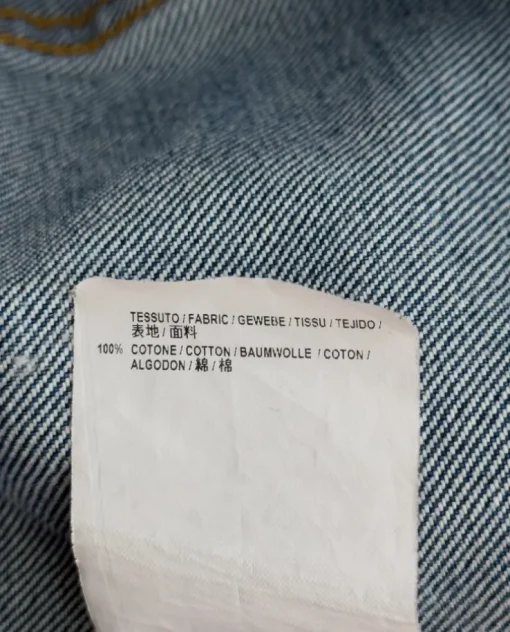 TESSUTO / FABRIC / GEWEBE / TISSU / TEJIDO /
表地 / 面料
100% COTONE / COTTON / BAUMWOLLE / COTON /
ALGODON / 綿 / 棉